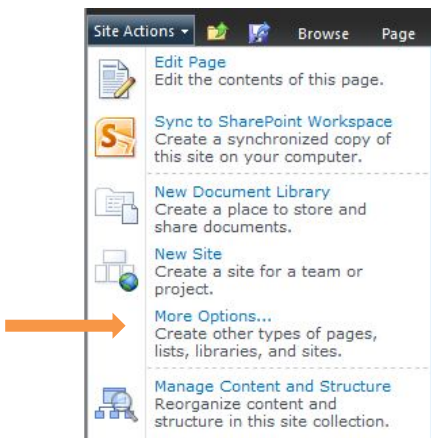 Site Actions Browse Page
Edit Page
Edit the contents of this page.
Sync to SharePoint Workspace
Create a synchronized copy of
this site on your computer.
New Document Library
Create a place to store and
share documents.
New Site
Create a site for a team or
project.
More Options...
Create other types of pages,
lists, libraries, and sites.
Manage Content and Structure
Reorganize content and
structure in this site collection.